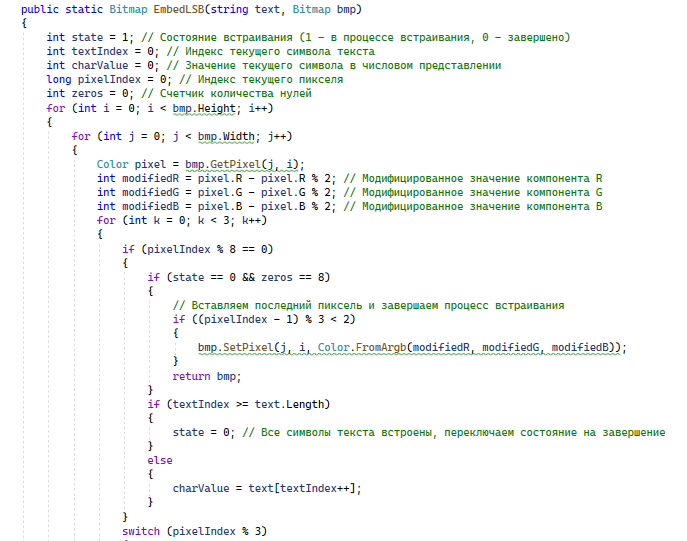 public static Bitmap EmbedLSB(string text, Bitmap bmp)
{
int state = 1; // Состояние встраивания (1 - в процессе встраивания, 0 - завершено)
int textIndex = 0; // Индекс текущего символа текста
int charValue = 0; // Значение текущего символа в числовом представлении
long pixelIndex = 0; // Индекс текущего пикселя
int zeros = 0; // Счетчик количества нулей
for (int i = 0; i < bmp.Height; i++)
{
for (int j = 0; j < bmp.Width; j++)
{
Color pixel = bmp.GetPixel(j, i);
int modifiedR = pixel.R - pixel.R % 2; // Модифицированное значение компонента R
int modifiedG = pixel.G - pixel.G % 2; // Модифицированное значение компонента G
int modifiedB = pixel.B - pixel.B % 2; // Модифицированное значение компонента B
for (int k = 0; k < 3; k++)
{
if (pixelIndex % 8 == 0)
{
if (state == 0 && zeros == 8)
{
// Вставляем последний пиксель и завершаем процесс встраивания
if ((pixelIndex - 1) % 3 < 2)
{
bmp.SetPixel(j, i, Color.FromArgb(modifiedR, modifiedG, modifiedB));
}
return bmp;
}
if (textIndex >= text.Length)
{
state = 0; // Все символы текста встроены, переключаем состояние на завершение
}
else
{
charValue = text[textIndex++];
}
}
switch (pixelIndex % 3)